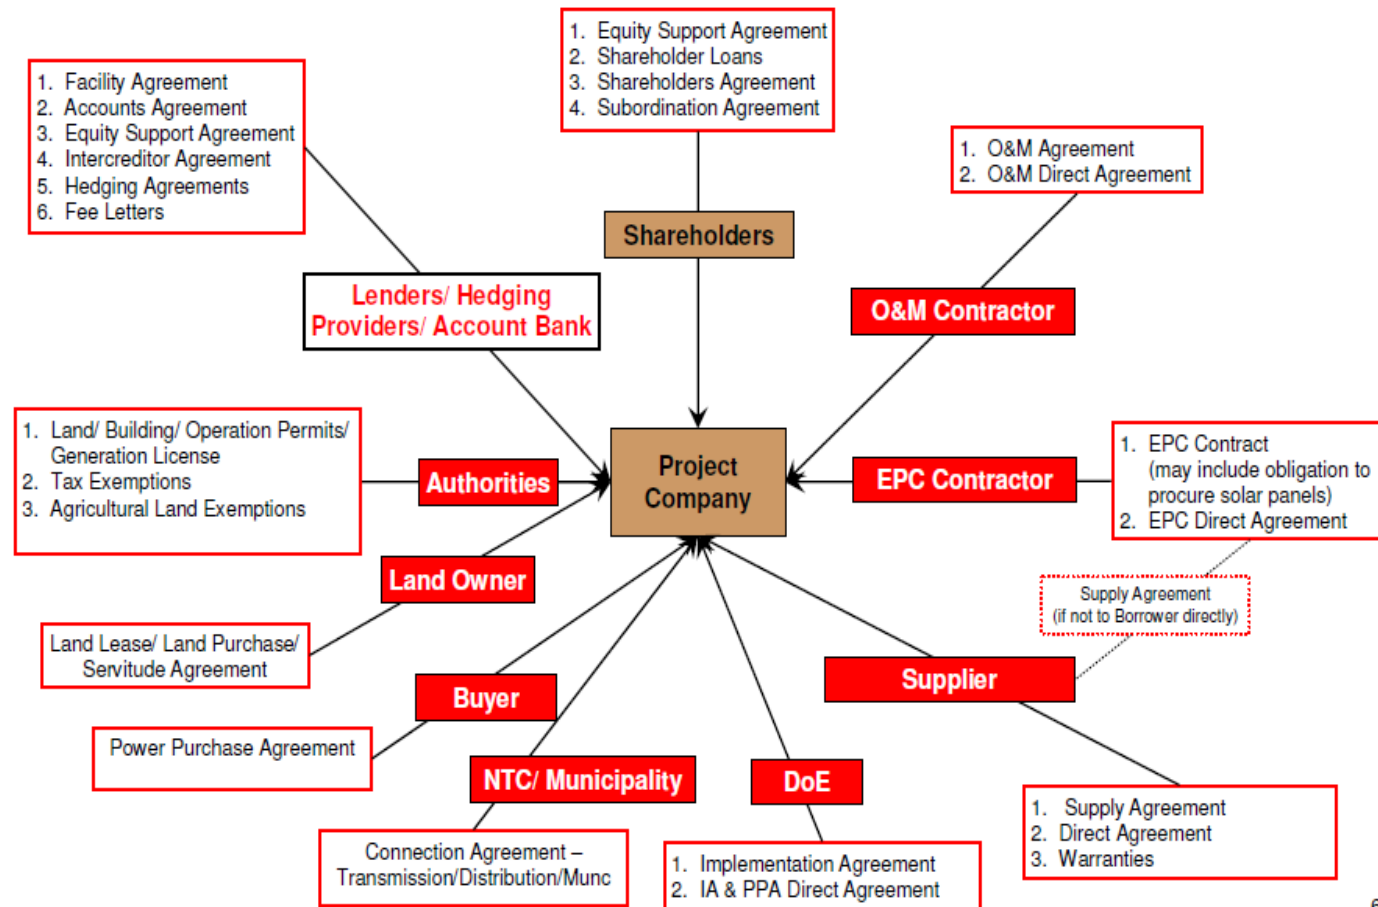 1. Equity Support Agreement
2. Shareholder Loans
3. Shareholders Agreement
4. Subordination Agreement
1. Facility Agreement
2. Accounts Agreement
3. Equity Support Agreement
4. Intercreditor Agreement
5. Hedging Agreements
6. Fee Letters
1. O&M Agreement
2. O&M Direct Agreement
Shareholders
Lenders/ Hedging
Providers/ Account Bank
O&M Contractor
1. Land/ Building/ Operation Permits/
Generation License
2. Tax Exemptions
3. Agricultural Land Exemptions
Authorities
Project
Company
EPC Contractor
1. EPC Contract
(may include obligation to
procure solar panels)
2. EPC Direct Agreement
Land Owner
Supply Agreement
(if not to Borrower directly)
Land Lease/ Land Purchase/
Servitude Agreement
Buyer
Supplier
Power Purchase Agreement
NTC/ Municipality
DoE
Connection Agreement –
Transmission/Distribution/Munc
1. Implementation Agreement
2. IA & PPA Direct Agreement
1. Supply Agreement
2. Direct Agreement
3. Warranties